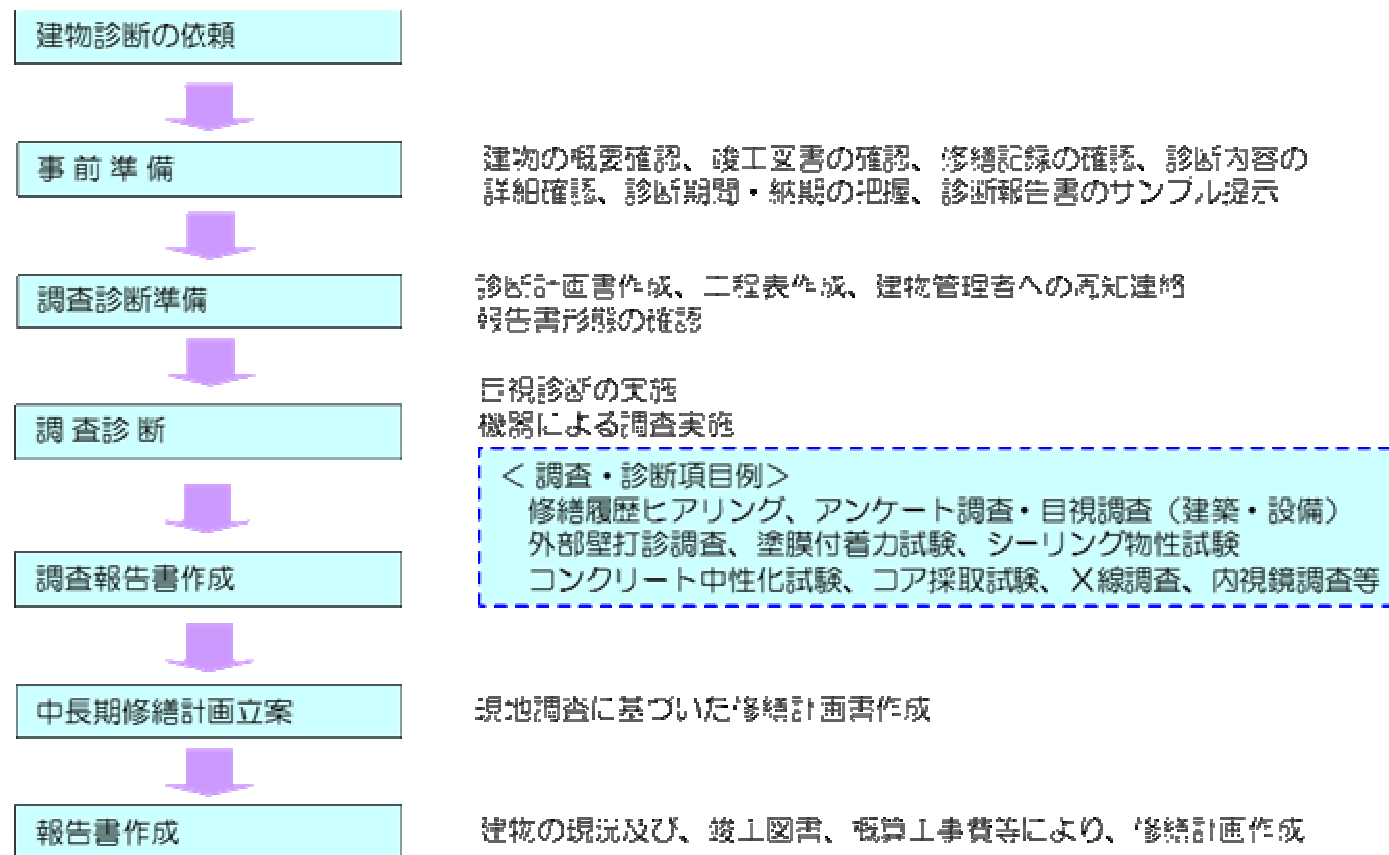 建物診断の依頼
事前準備
建物の概要確認、竣工図書の確認、修繕記録の確認、診断内容の
詳細確認、診断期間・納期の把握、診断報告書のサンプル提示
調査診断準備
診断計画書作成、工程表作成、建物管理者への周知連絡
報告書形態の確認
調査診断
目視診断の実施
機器による調査実施
＜調査・診断項目例＞
修繕履歴ヒアリング、アンケート調査・目視調査（建築・設備）
外部壁打診調査、塗膜付着力試験、シーリング物性試験
コンクリート中性化試験、コア採取試験、X線調査、内視鏡調査等
調査報告書作成
中長期修繕計画立案
現地調査に基づいた修繕計画書作成
報告書作成
建物の現況及び、竣工図書、概算工事費等により、修繕計画作成